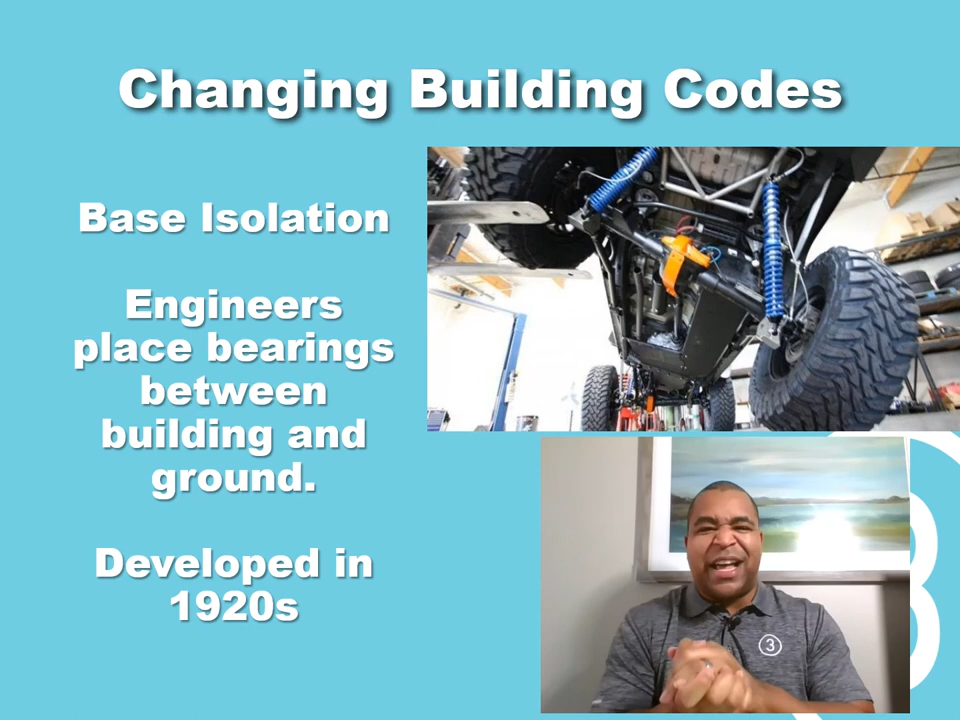 Changing Building Codes
Base Isolation
Engineers
place bearings
between
building and
ground.
Developed in
1920s
3